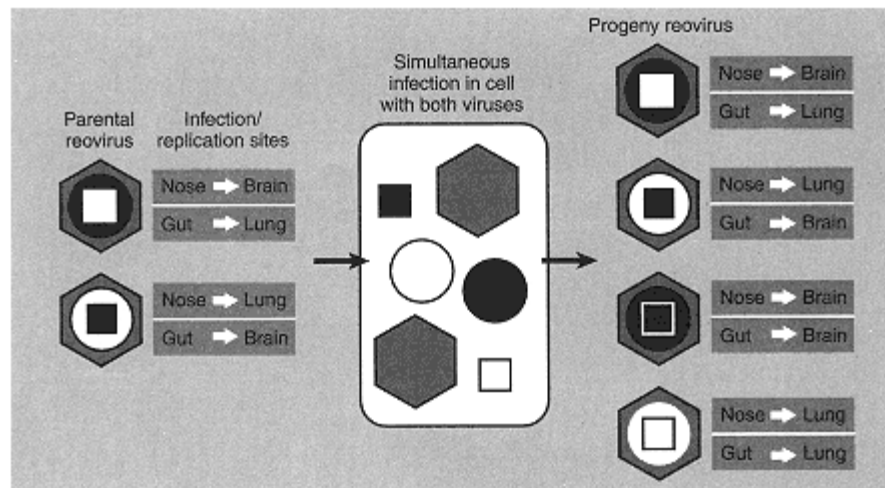 Parental
reovirus
Infection/
replication sites
Nose ➡ Brain
Gut ➡ Lung
Nose ➡ Lung
Gut ➡ Brain
Simultaneous
infection in cell
with both viruses
Progeny reovirus
Nose ➡ Brain
Gut ➡ Lung
Nose ➡ Lung
Gut ➡ Brain
Nose ➡ Brain
Gut ➡ Brain
Nose ➡ Lung
Gut ➡ Lung